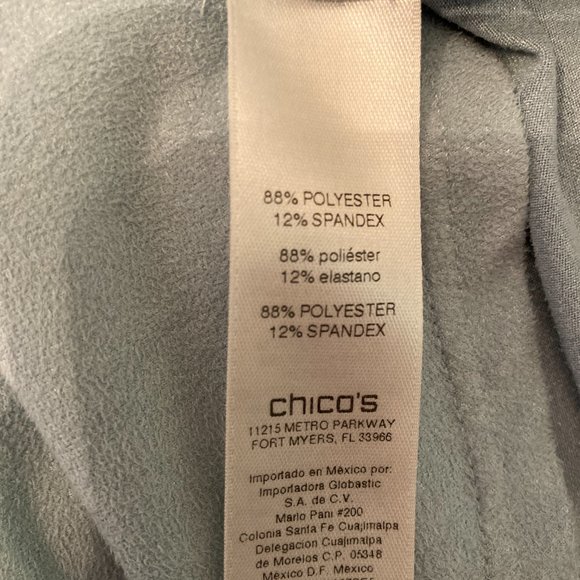 88% POLYESTER
12% SPANDEX
88% poliéster
12% elastano
88% POLYESTER
12% SPANDEX
chico's
11215 METRO PARKWAY
FORT MYERS, FL 33966
Importado en México por:
Importadora Globastic
S.A. de C.V.
Mario Pani #200
Colonia Santa Fe Cuajimalpa
Delegacion Cuajimalpa
de Morelos C.P. 05348
México D.F. México